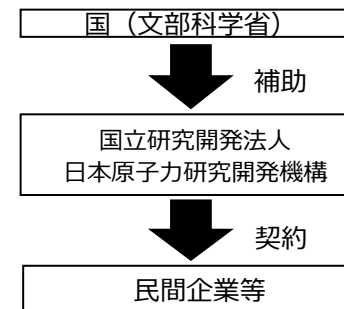 国（文部科学省）
補助
国立研究開発法人
日本原子力研究開発機構
契約
民間企業等